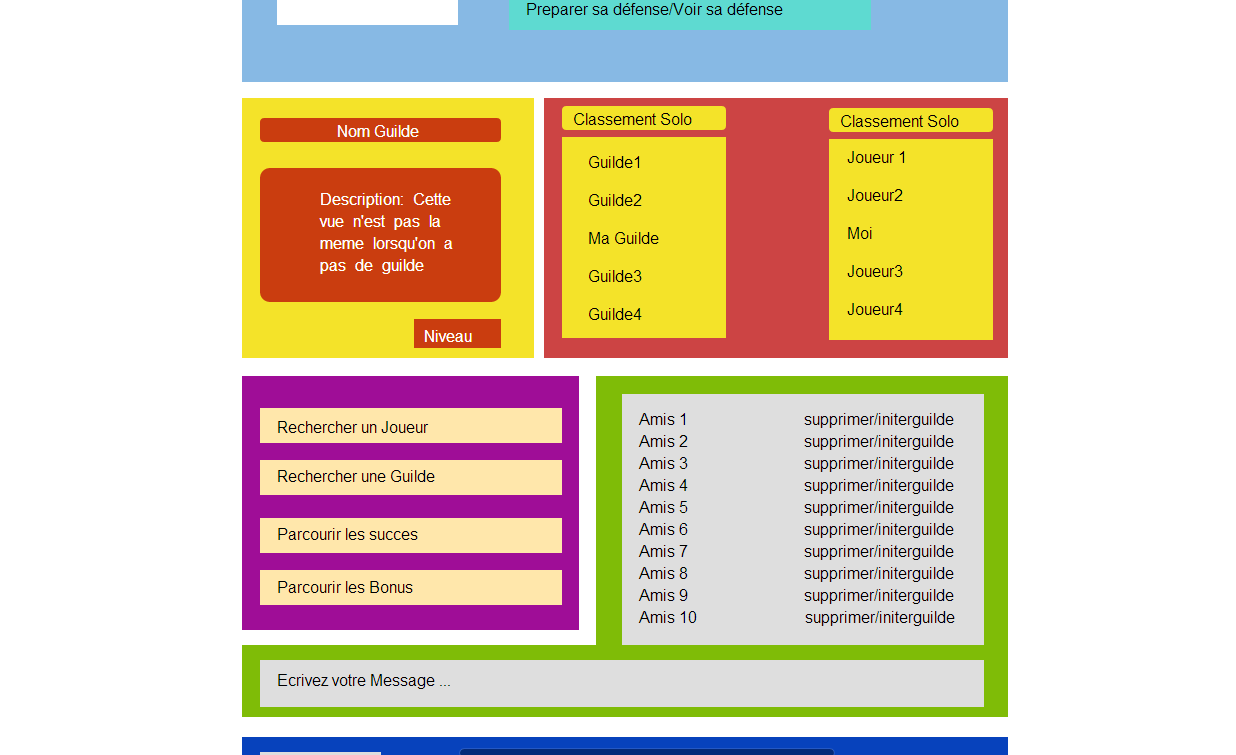 Preparer sa défense/Voir sa défense
Nom Guilde
Description: Cette
vue n'est pas la
meme lorsqu'on a
pas de guilde
Niveau
Classement Solo
Guilde1
Guilde2
Ma Guilde
Guilde3
Guilde4
Classement Solo
Joueur 1
Joueur2
Moi
Joueur3
Joueur4
Rechercher un Joueur
Rechercher une Guilde
Parcourir les succes
Parcourir les Bonus
Amis 1 supprimer/initerguilde
Amis 2 supprimer/initerguilde
Amis 3 supprimer/initerguilde
Amis 4 supprimer/initerguilde
Amis 5 supprimer/initerguilde
Amis 6 supprimer/initerguilde
Amis 7 supprimer/initerguilde
Amis 8 supprimer/initerguilde
Amis 9 supprimer/initerguilde
Amis 10 supprimer/initerguilde
Ecrivez votre Message ...